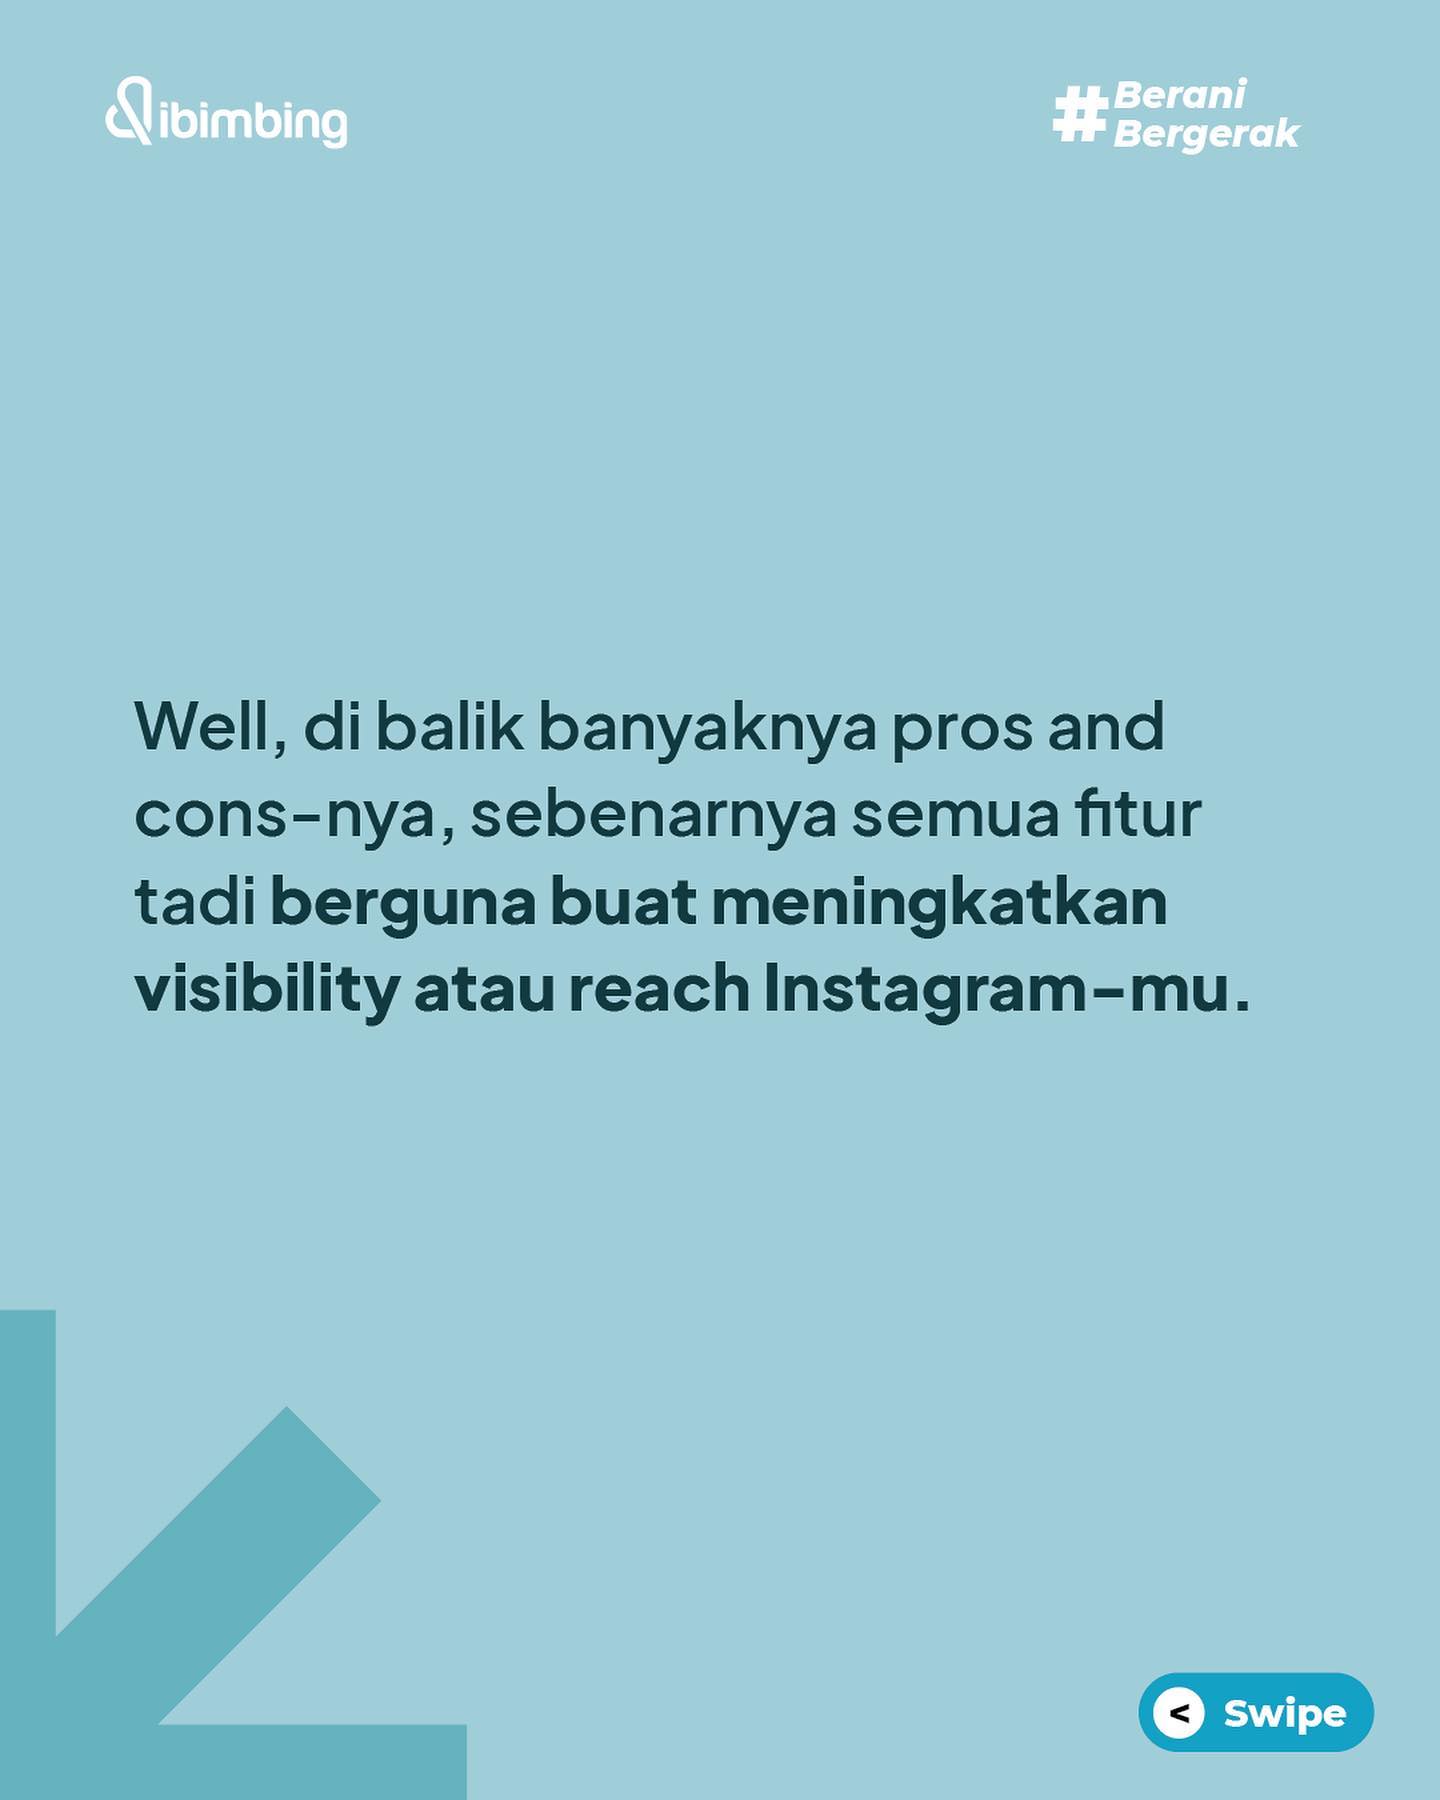 dibimbing
#Berani
Bergerak
Well, di balik banyaknya pros and
cons-nya, sebenarnya semua fitur
tadi berguna buat meningkatkan
visibility atau reach Instagram-mu.
< Swipe